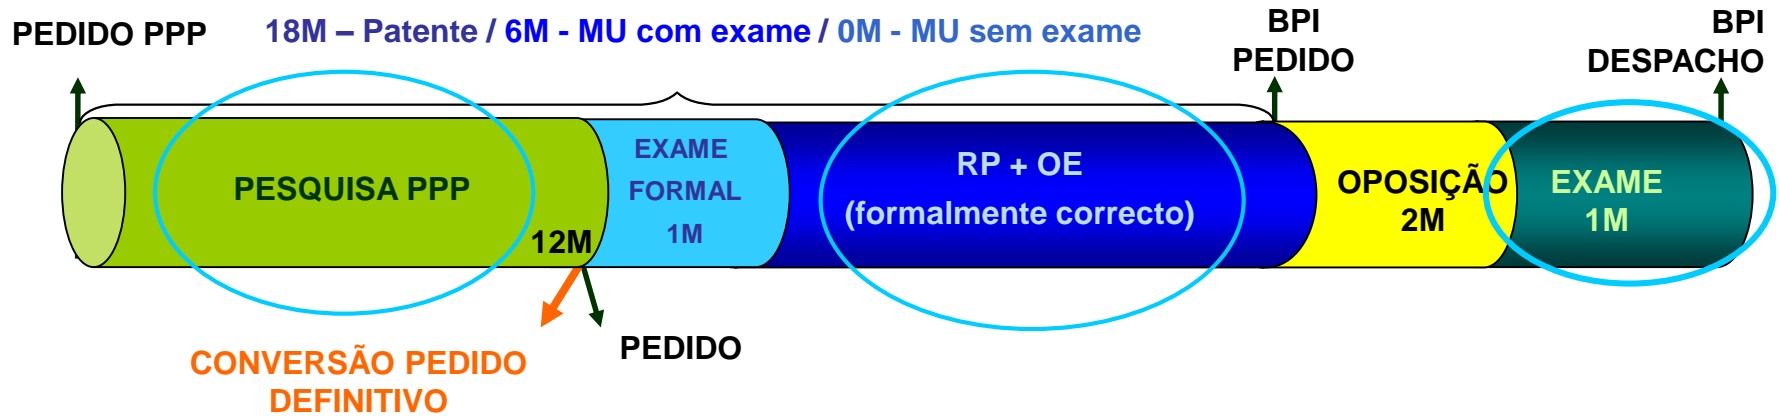 PEDIDO PPP
18M – Patente / 6M - MU com exame / 0M - MU sem exame
BPI
PEDIDO
BPI
DESPACHO
PESQUISA PPP
12M
EXAME
FORMAL
1M
RP + OE
(formalmente correcto)
OPOSIÇÃO
2M
EXAME
1M
CONVERSÃO PEDIDO
DEFINITIVO
PEDIDO